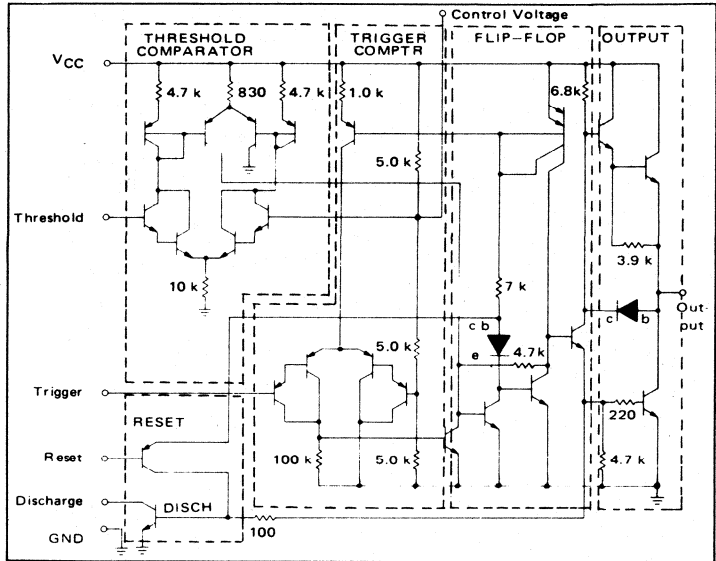 Control Voltage
THRESHOLD
COMPARATOR
TRIGGER
COMPTR
FLIP-FLOP
OUTPUT
VCC
4.7 k
830
4.7 k
1.0 k
6.8k
5.0 k
Threshold
10 k
3.9 k
7 k
c b
e
4.7k
c
b
Out-
put
5.0 k
Trigger
RESET
220
Reset
100 k
5.0 k
4.7 k
Discharge
DISCH
100
GND